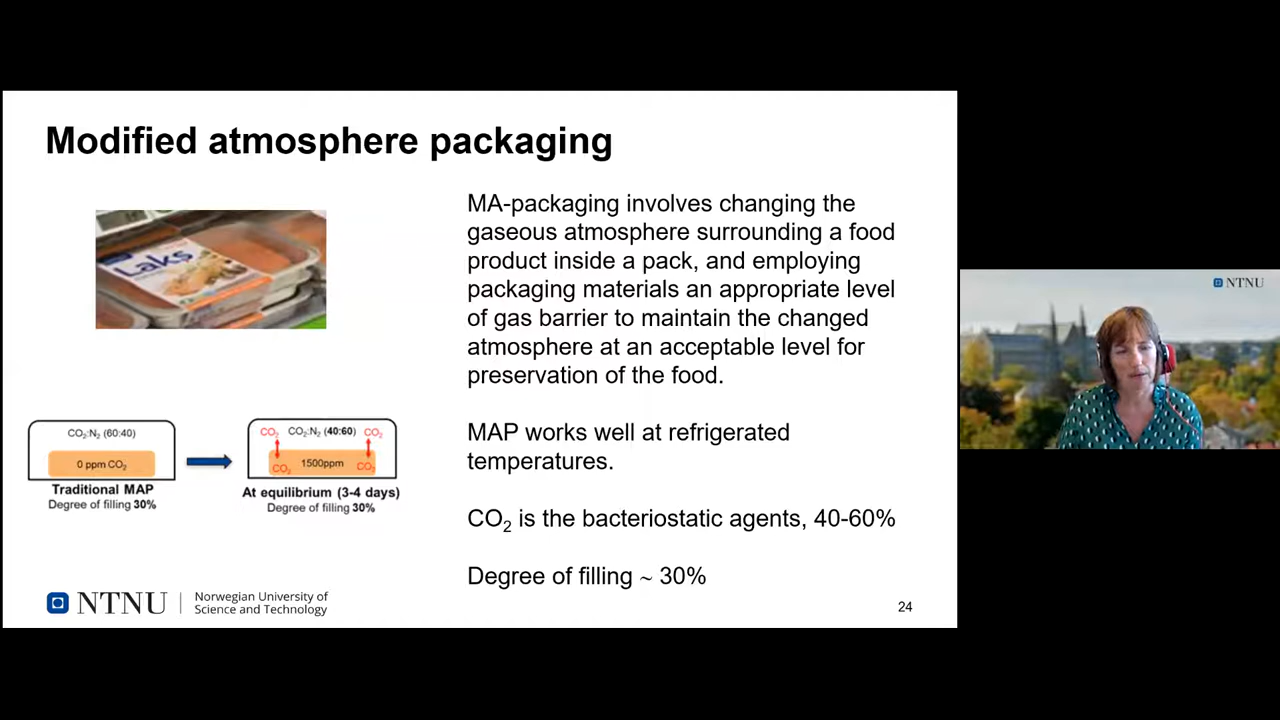 Modified atmosphere packaging
Laks
MA-packaging involves changing the
gaseous atmosphere surrounding a food
product inside a pack, and employing
packaging materials an appropriate level
of gas barrier to maintain the changed
atmosphere at an acceptable level for
preservation of the food.
MAP works well at refrigerated
temperatures.
CO₂ is the bacteriostatic agents, 40-60%
Degree of filling ~ 30%
CO₂:N₂ (60:40)
0 ppm CO₂
Traditional MAP
Degree of filling 30%
CO₂ CO₂:N₂ (40:60) CO₂
CO₂ 1500ppm CO₂
At equilibrium (3-4 days)
Degree of filling 30%
NTNU
Norwegian University of
Science and Technology
24
NTNU